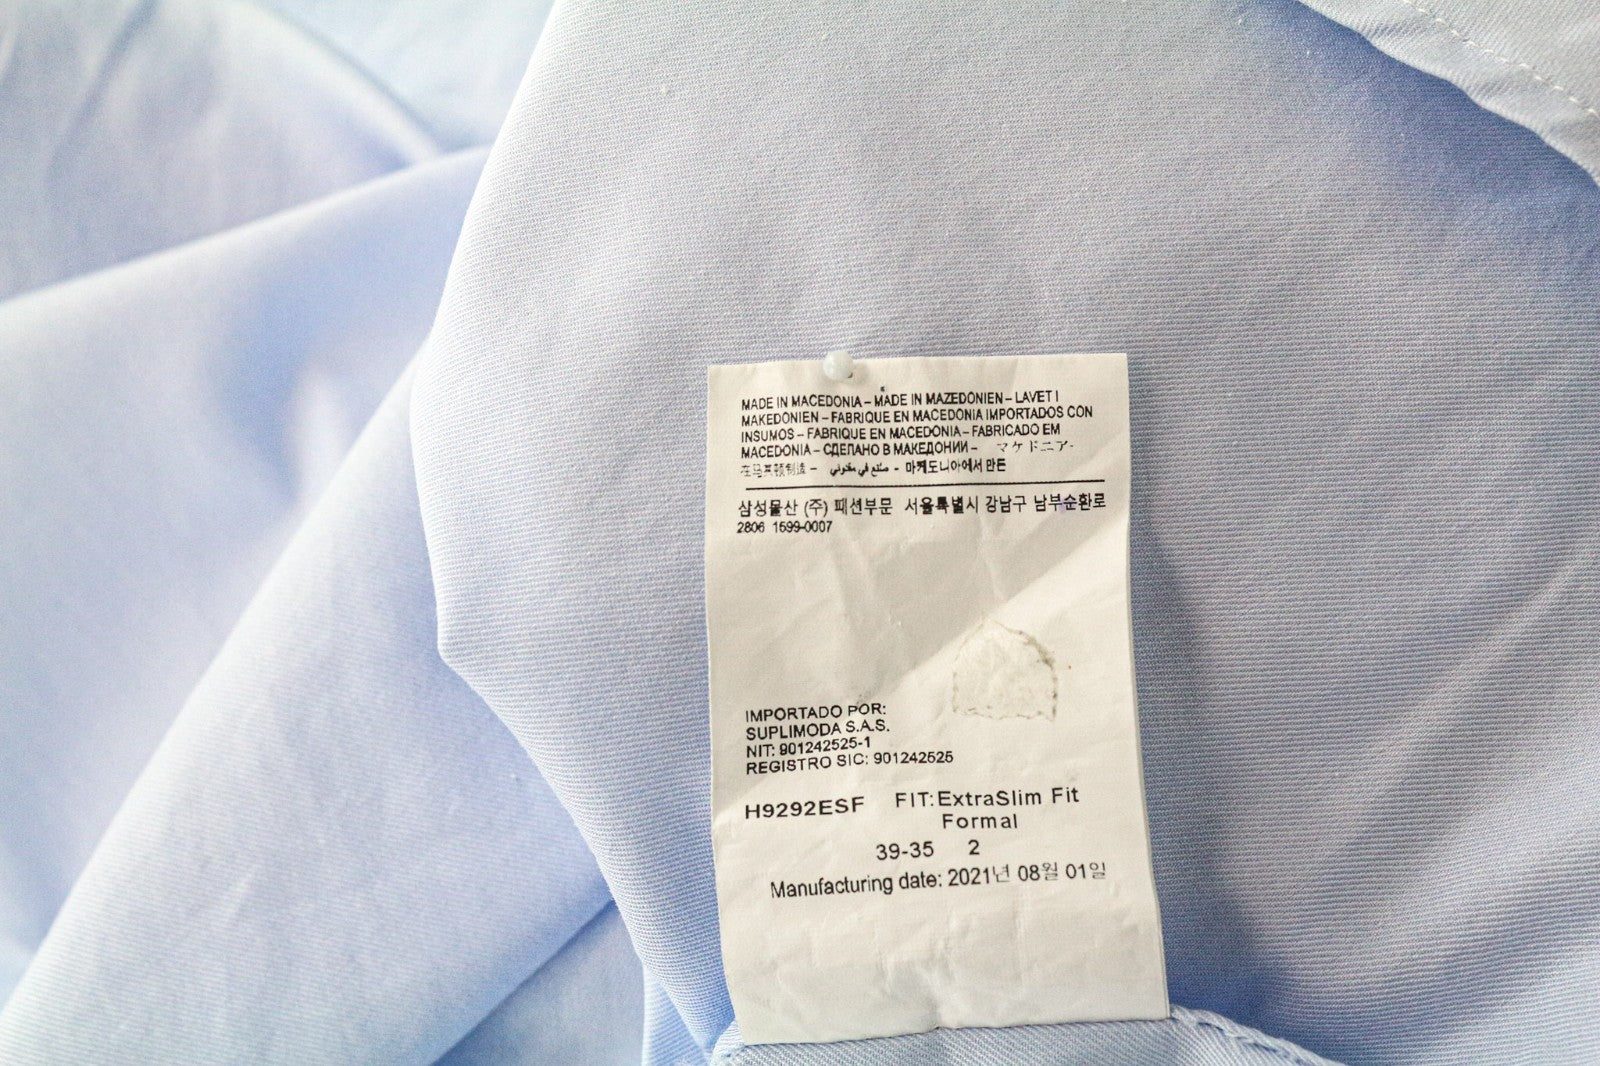 MADE IN MACEDONIA – MADE IN MAZEDONIEN – LAVET I
MAKEDONIEN – FABRIQUE EN MACEDONIA IMPORTADOS CON
INSUMOS – FABRIQUE EN MACEDONIA – FABRICADO EM
MACEDONIA – СДЕЛАНО В МАКЕДОНИИ – マケドニア-
在马其顿制造 – صنع في مقدوني - 마케도니아에서 만든
삼성물산 (주) 패션부문 서울특별시 강남구 남부순환로
2806 1599-0007
IMPORTADO POR:
SUPLIMODA S.A.S.
NIT: 901242525-1
REGISTRO SIC: 901242525
H9292ESF FIT:ExtraSlim Fit
Formal
39-35 2
Manufacturing date: 2021년 08월 01일